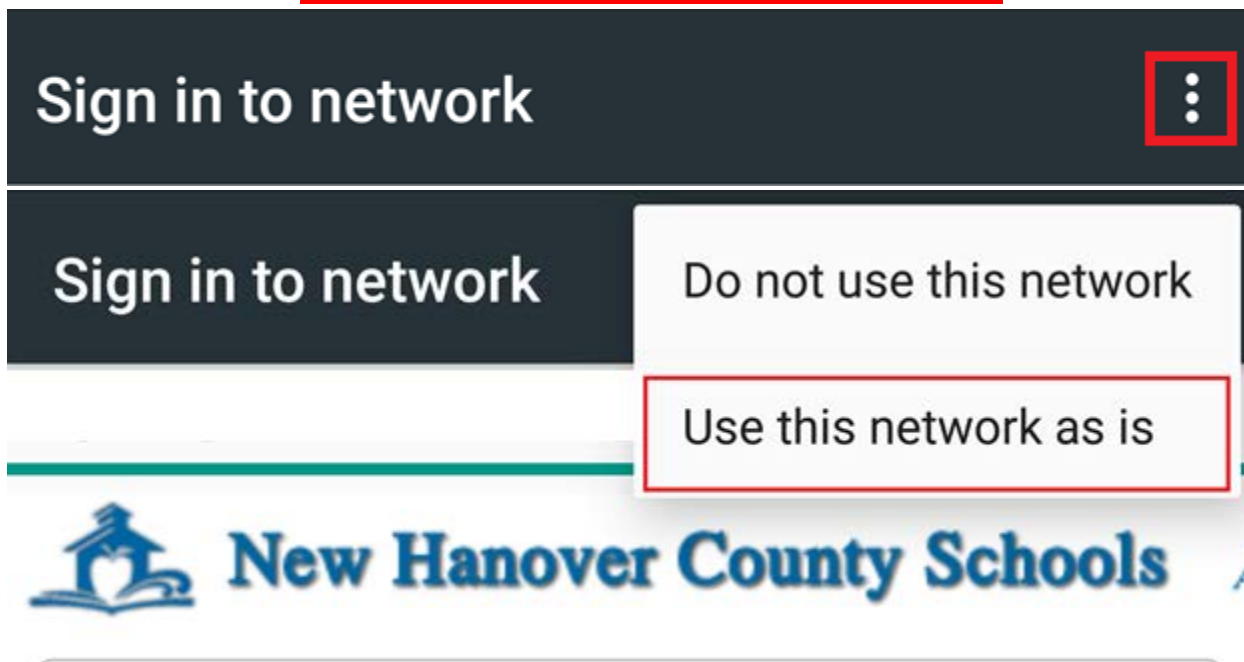 Sign in to network
Sign in to network
Do not use this network
Use this network as is
New Hanover County Schools